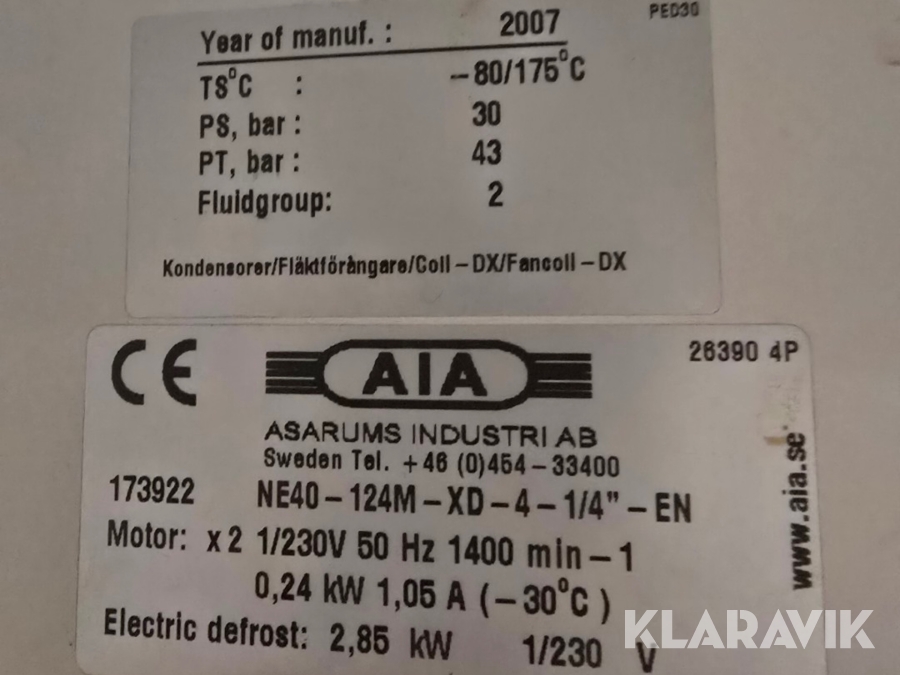 PED30
Year of manuf. : 2007
TS°C : -80/175°C
PS, bar : 30
PT, bar : 43
Fluidgroup: 2
Kondensorer/Fläktförångare/Coil-DX/Fancoil-DX
CE AIA 26390 4P
ASARUMS INDUSTRI AB
Sweden Tel. +46 (0)454-33400
173922 NE40-124M-XD-4-1/4"-EN
Motor: x2 1/230V 50 Hz 1400 min-1
0,24 kW 1,05 A (-30°C)
Electric defrost: 2,85 kW 1/230 V
www.aia.se
KLARAVIK